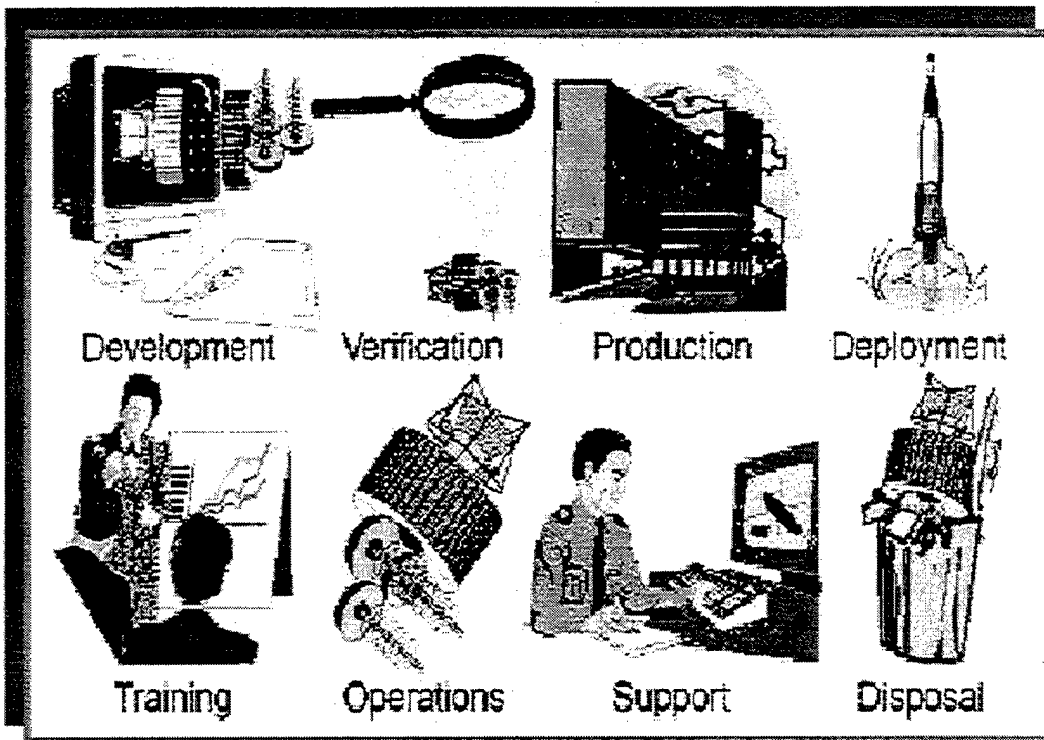 Development Verification Production Deployment
Training Operations Support Disposal